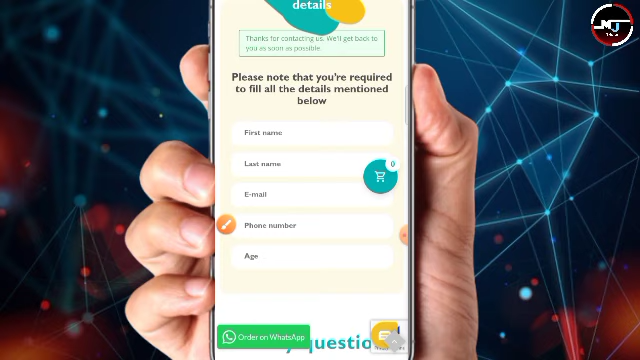 details
Thanks for contacting us. We'll get back to
you as soon as possible.
Please note that you're required
to fill all the details mentioned
below
First name
Last name
0
E-mail
Phone number
Age
Order on WhatsApp